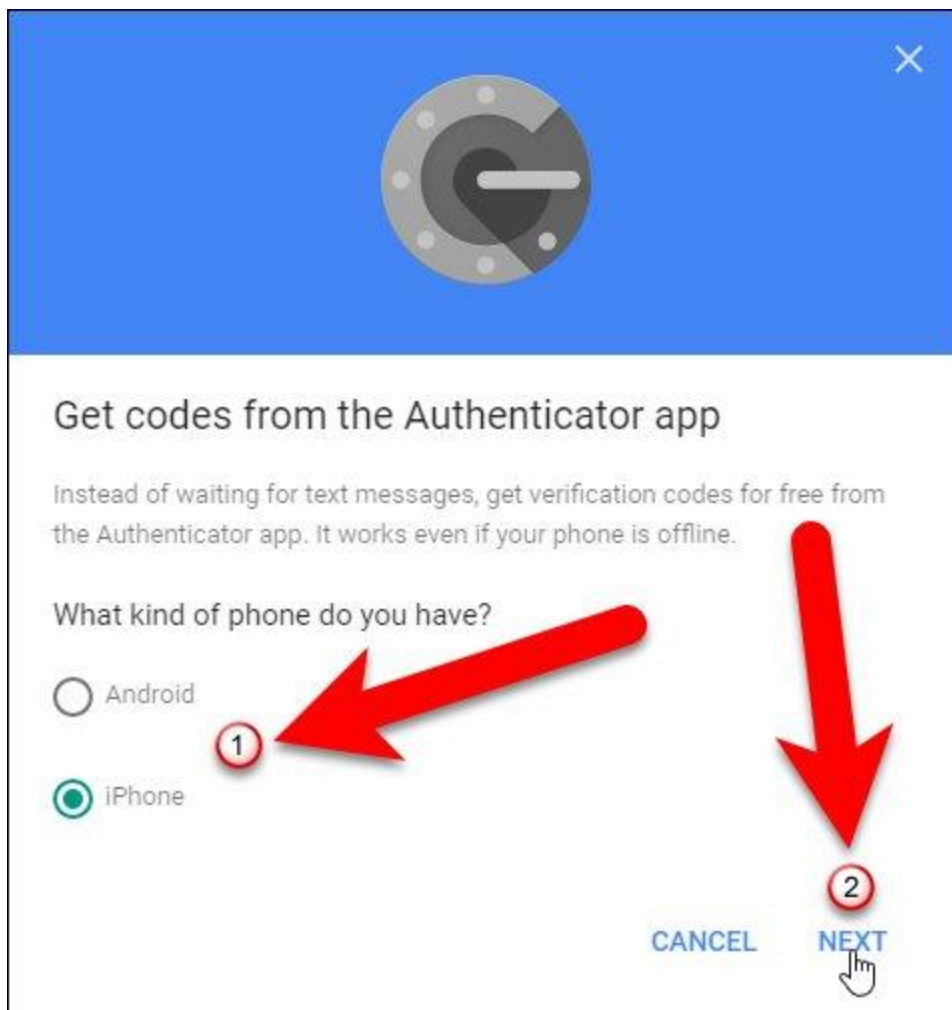 Get codes from the Authenticator app
Instead of waiting for text messages, get verification codes for free from
the Authenticator app. It works even if your phone is offline.
What kind of phone do you have?
Android
1
iPhone
2
CANCEL NEXT